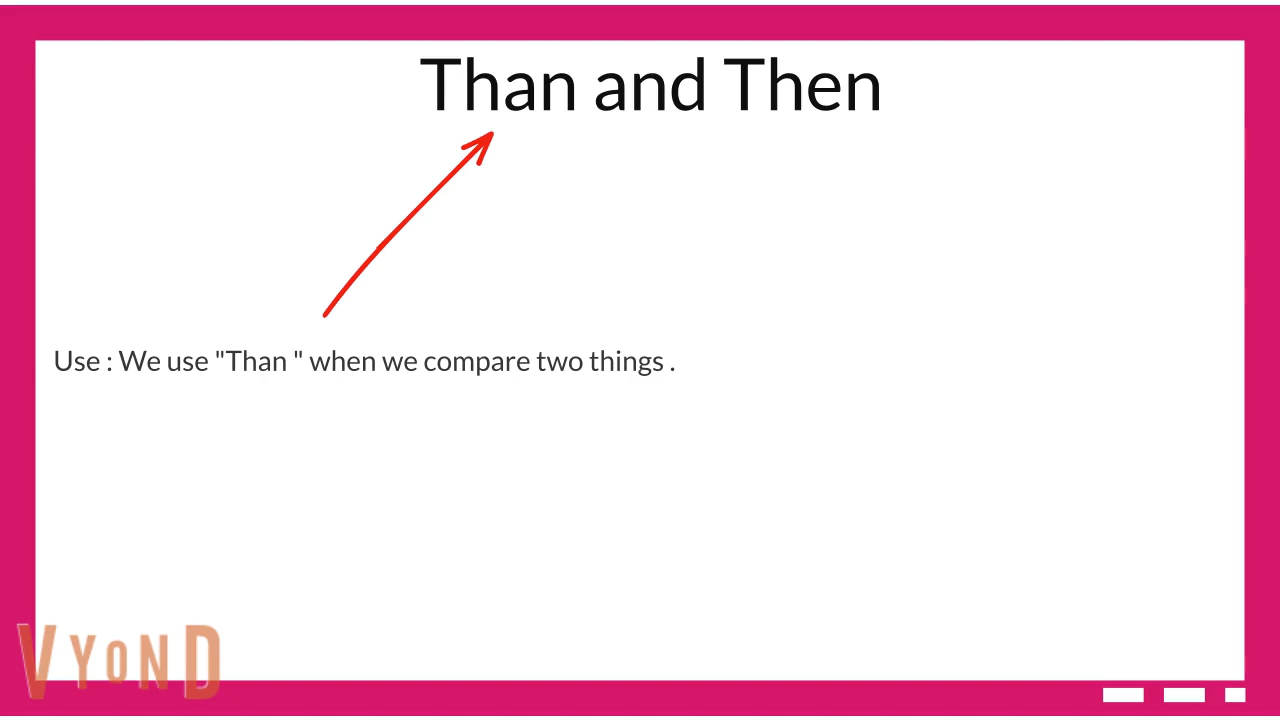 Than and Then
Use : We use "Than " when we compare two things .
VYOND